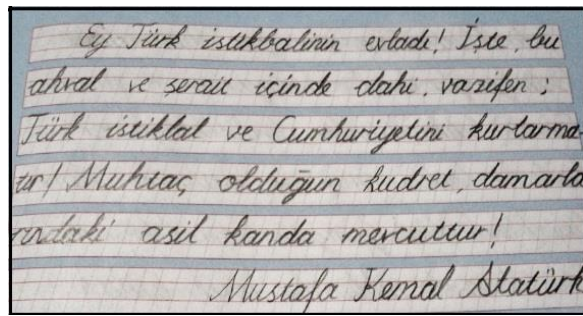 Ey Türk istikbalinin evladı! İşte, bu
ahval ve şerait içinde dahi, vazifen;
Türk istiklal ve Cumhuriyetini kurtarma
tır! Muhtaç olduğun kudret, damarla
rındaki asil kanda mevcuttur!
Mustafa Kemal Atatürk